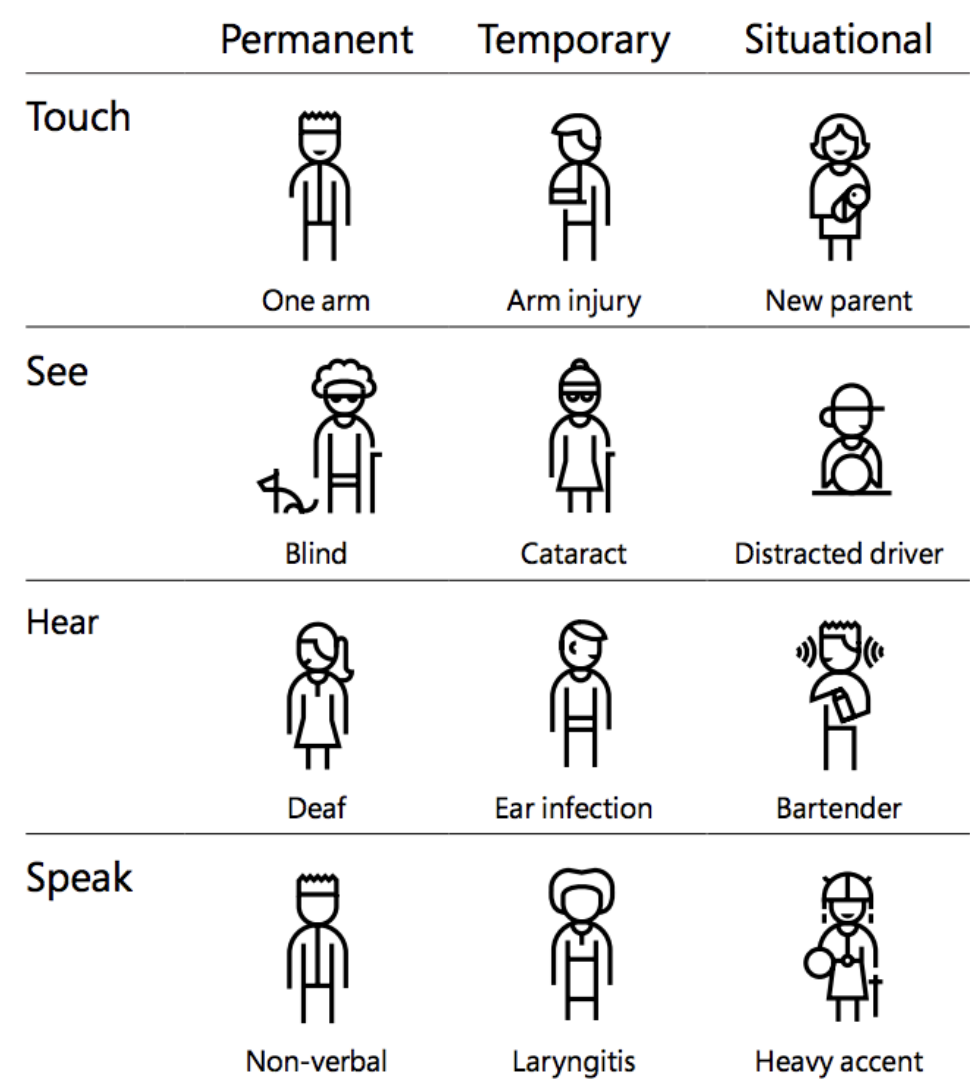 Permanent Temporary Situational
Touch
One arm Arm injury New parent
See
Blind Cataract Distracted driver
Hear
Deaf Ear infection Bartender
Speak
Non-verbal Laryngitis Heavy accent